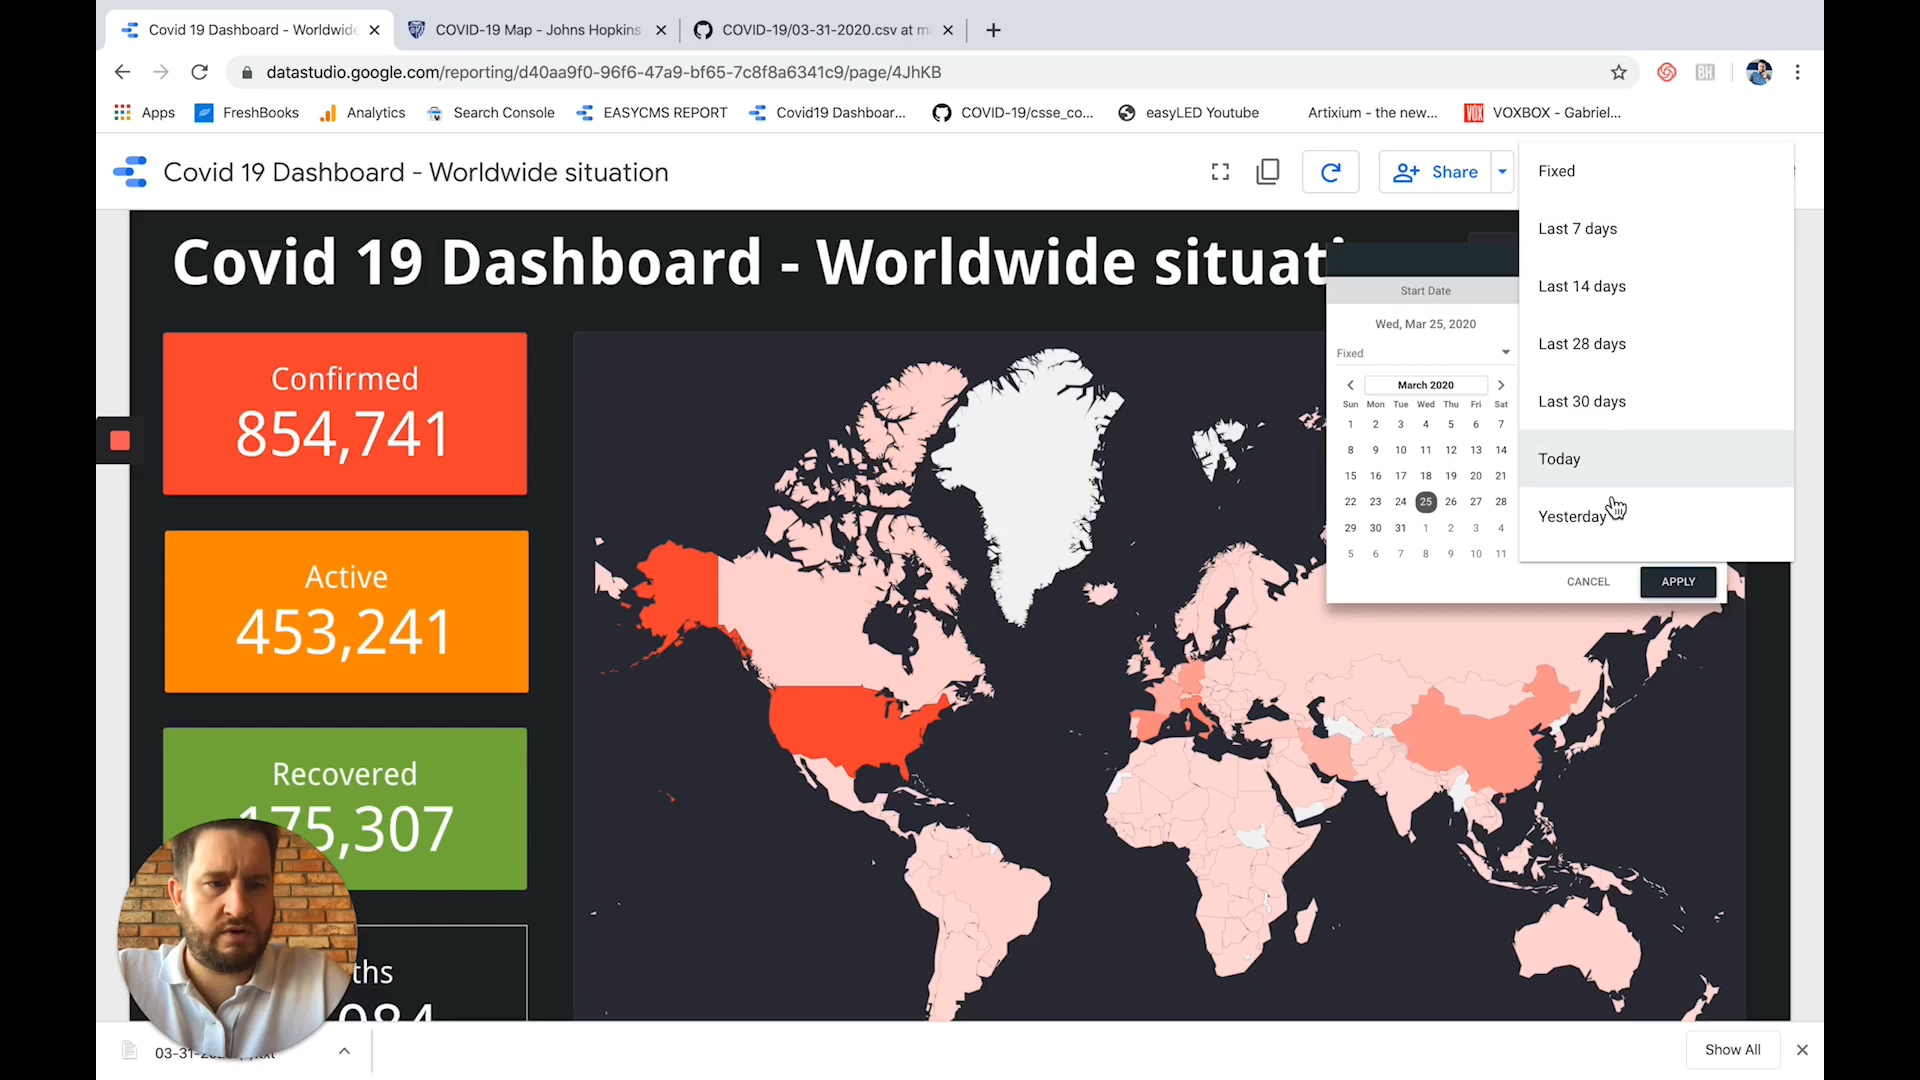 Covid 19 Dashboard - Worldwide
COVID-19 Map - Johns Hopkins
COVID-19/03-31-2020.csv at ma
datastudio.google.com/reporting/d40aa9f0-96f6-47a9-bf65-7c8f8a6341c9/page/4JhKB
BH
Apps
FreshBooks
Analytics
Search Console
EASYCMS REPORT
Covid19 Dashboar...
COVID-19/csse_co...
easyLED Youtube
Artixium - the new...
VOX
VOXBOX - Gabriel...
Covid 19 Dashboard - Worldwide situation
Share
Covid 19 Dashboard - Worldwide situati
Confirmed
854,741
Active
453,241
Recovered
175,307
ths
084
Start Date
Wed, Mar 25, 2020
Fixed
March 2020
Sun Mon Tue Wed Thu Fri Sat
1 2 3 4 5 6 7
8 9 10 11 12 13 14
15 16 17 18 19 20 21
22 23 24 25 26 27 28
29 30 31 1 2 3 4
5 6 7 8 9 10 11
Fixed
Last 7 days
Last 14 days
Last 28 days
Last 30 days
Today
Yesterday
CANCEL
APPLY
Show All